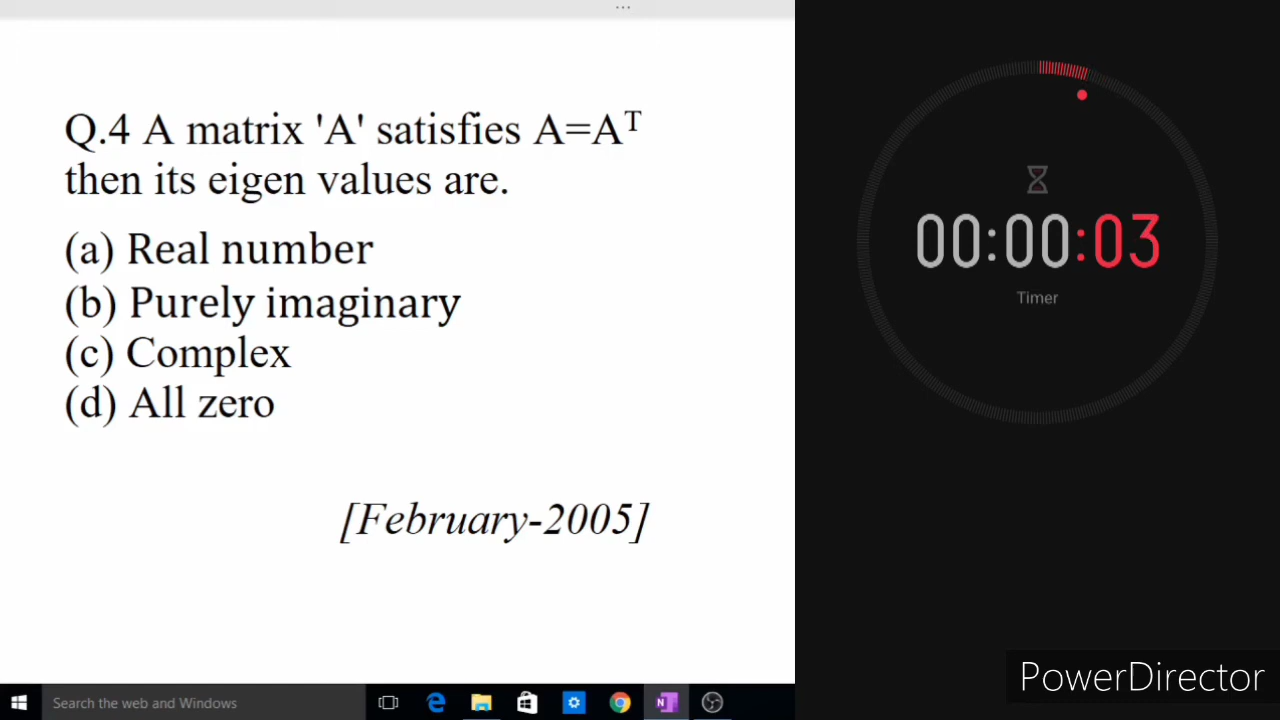 Q.4 A matrix 'A' satisfies A=Aᵀ
then its eigen values are.
(a) Real number
(b) Purely imaginary
(c) Complex
(d) All zero
[February-2005]
Search the web and Windows
00:00:03
Timer
PowerDirector